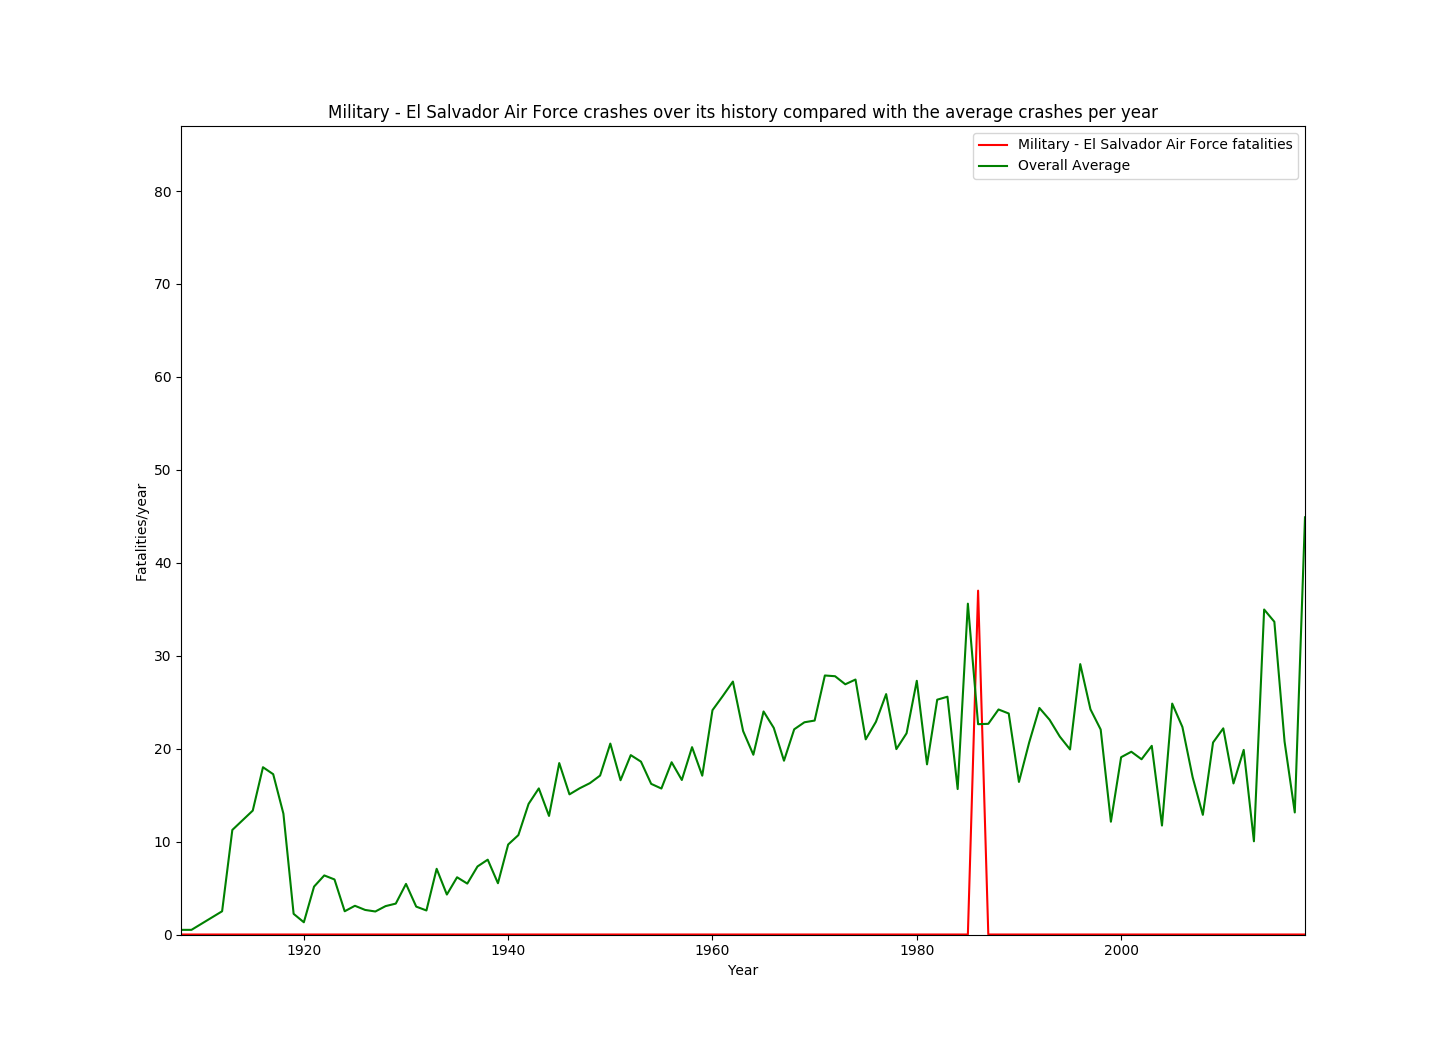 Military - El Salvador Air Force crashes over its history compared with the average crashes per year
Military - El Salvador Air Force fatalities
Overall Average
80
70
60
50
40
30
20
10
0
Fatalities/year
1920 1940 1960 1980 2000
Year